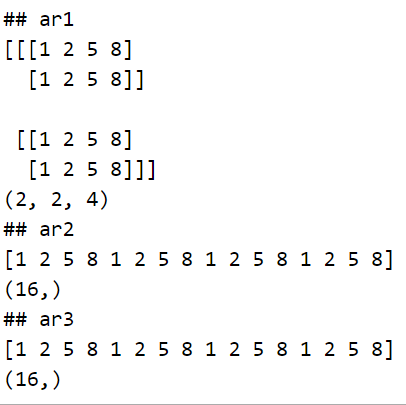 ## ar1
[[[1 2 5 8]
  [1 2 5 8]]

 [[1 2 5 8]
  [1 2 5 8]]]
(2, 2, 4)
## ar2
[1 2 5 8 1 2 5 8 1 2 5 8 1 2 5 8]
(16,)
## ar3
[1 2 5 8 1 2 5 8 1 2 5 8 1 2 5 8]
(16,)